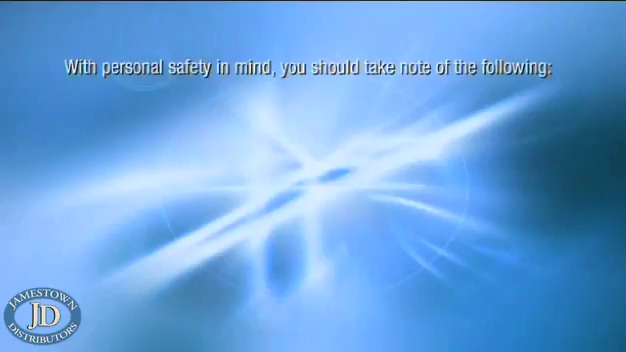 With personal safety in mind, you should take note of the following:
JAMESTOWN
JD
DISTRIBUTORS